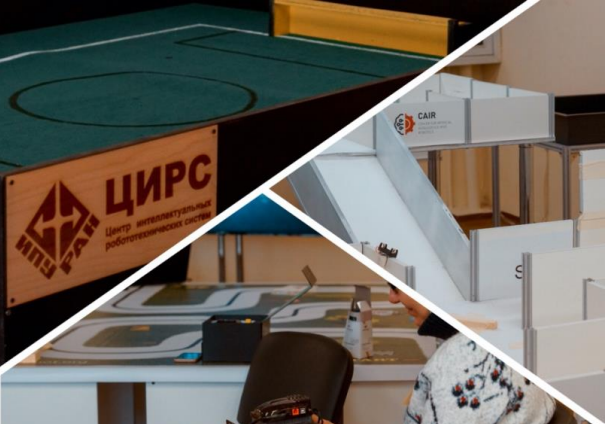 ЦИРС
Центр интеллектуальных
робототехнических систем
ИПУ РАН
CAIR
S